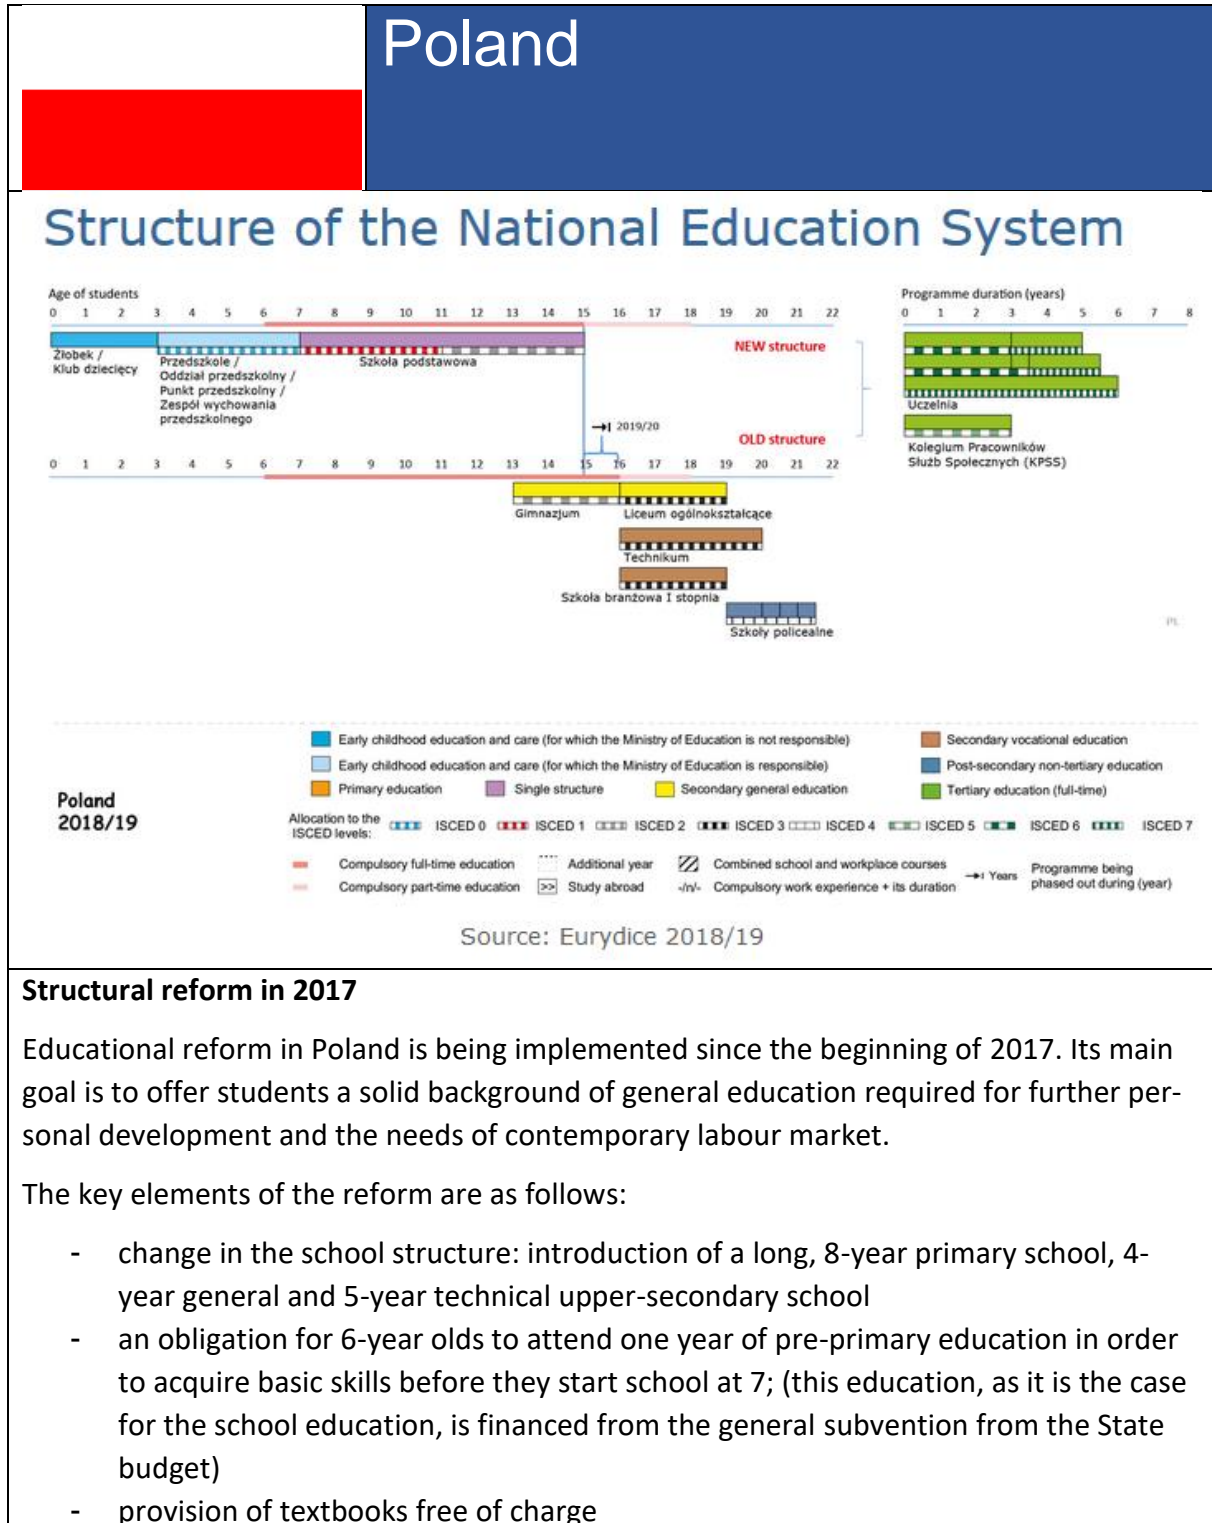 Poland
Structure of the National Education System
Age of students
0 1 2 3 4 5 6 7 8 9 10 11 12 13 14 15 16 17 18 19 20 21 22
Programme duration (years)
0 1 2 3 4 5 6 7 8
NEW structure
Żłobek /
Klub dziecięcy
Przedszkole /
Oddział przedszkolny /
Punkt przedszkolny /
Zespół wychowania
przedszkolnego
Szkoła podstawowa
Uczelnia
2019/20
OLD structure
Kolegium Pracowników
Służb Społecznych (KPSS)
0 1 2 3 4 5 6 7 8 9 10 11 12 13 14 15 16 17 18 19 20 21 22
Gimnazjum
Liceum ogólnokształcące
Technikum
Szkoła branżowa I stopnia
Szkoły policealne
PL
Early childhood education and care (for which the Ministry of Education is not responsible)
Secondary vocational education
Early childhood education and care (for which the Ministry of Education is responsible)
Post-secondary non-tertiary education
Primary education
Single structure
Secondary general education
Tertiary education (full-time)
Poland
2018/19
Allocation to the
ISCED levels:
ISCED 0
ISCED 1
ISCED 2
ISCED 3
ISCED 4
ISCED 5
ISCED 6
ISCED 7
Compulsory full-time education
Additional year
Combined school and workplace courses
Compulsory part-time education
>> Study abroad
-/n/- Compulsory work experience + its duration
Years
Programme being
phased out during (year)
Source: Eurydice 2018/19
Structural reform in 2017
Educational reform in Poland is being implemented since the beginning of 2017. Its main
goal is to offer students a solid background of general education required for further per-
sonal development and the needs of contemporary labour market.
The key elements of the reform are as follows:
- change in the school structure: introduction of a long, 8-year primary school, 4-
year general and 5-year technical upper-secondary school
- an obligation for 6-year olds to attend one year of pre-primary education in order
to acquire basic skills before they start school at 7; (this education, as it is the case
for the school education, is financed from the general subvention from the State
budget)
- provision of textbooks free of charge